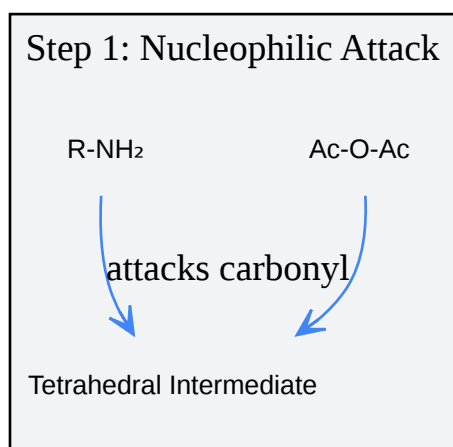 Step 1: Nucleophilic Attack
R-NH₂ Ac-O-Ac
attacks carbonyl
Tetrahedral Intermediate